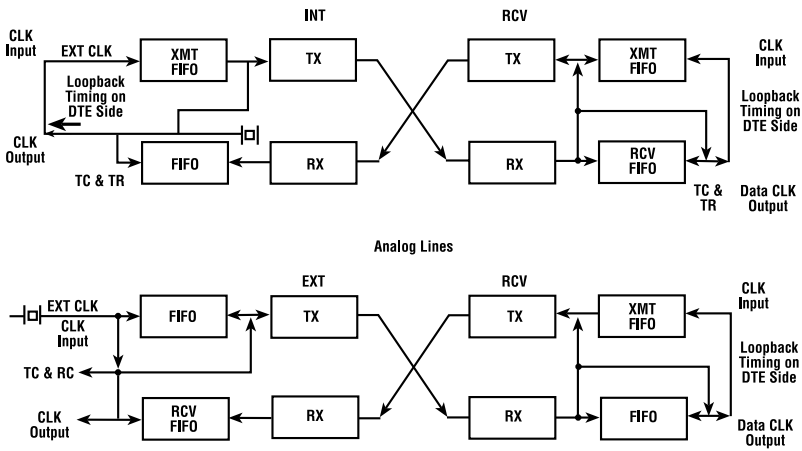 INT
RCV
CLK
Input
EXT CLK
XMT
FIFO
TX
TX
XMT
FIFO
CLK
Input
Loopback
Timing on
DTE Side
Loopback
Timing on
DTE Side
CLK
Output
FIFO
RX
RX
RCV
FIFO
TC & TR
TC &
TR
Data CLK
Output
Analog Lines
EXT
RCV
EXT CLK
CLK
Input
FIFO
TX
TX
XMT
FIFO
CLK
Input
Loopback
Timing on
DTE Side
TC & RC
CLK
Output
RCV
FIFO
RX
RX
FIFO
Data CLK
Output